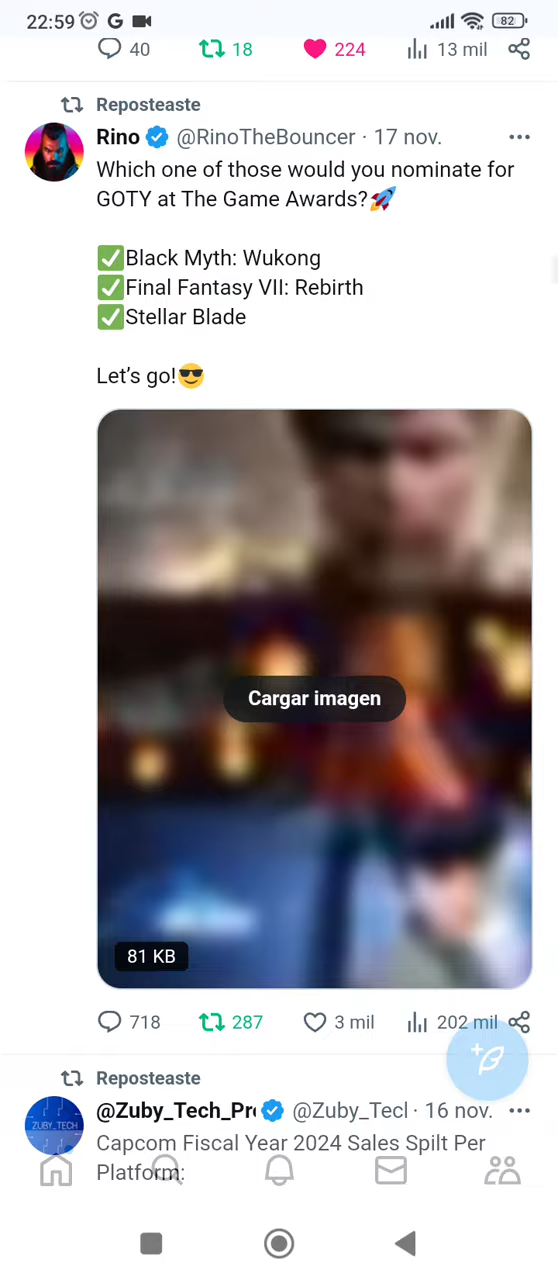 22:59 G 82
40 18 224 13 mil
Reposteaste
Rino @RinoTheBouncer · 17 nov.
Which one of those would you nominate for
GOTY at The Game Awards?🚀
✅Black Myth: Wukong
✅Final Fantasy VII: Rebirth
✅Stellar Blade
Let’s go!😎
Cargar imagen
81 KB
718 287 3 mil 202 mil
Reposteaste
@Zuby_Tech_Pr @Zuby_Tecl · 16 nov.
ZUBY_TECH
Capcom Fiscal Year 2024 Sales Spilt Per
Platform: